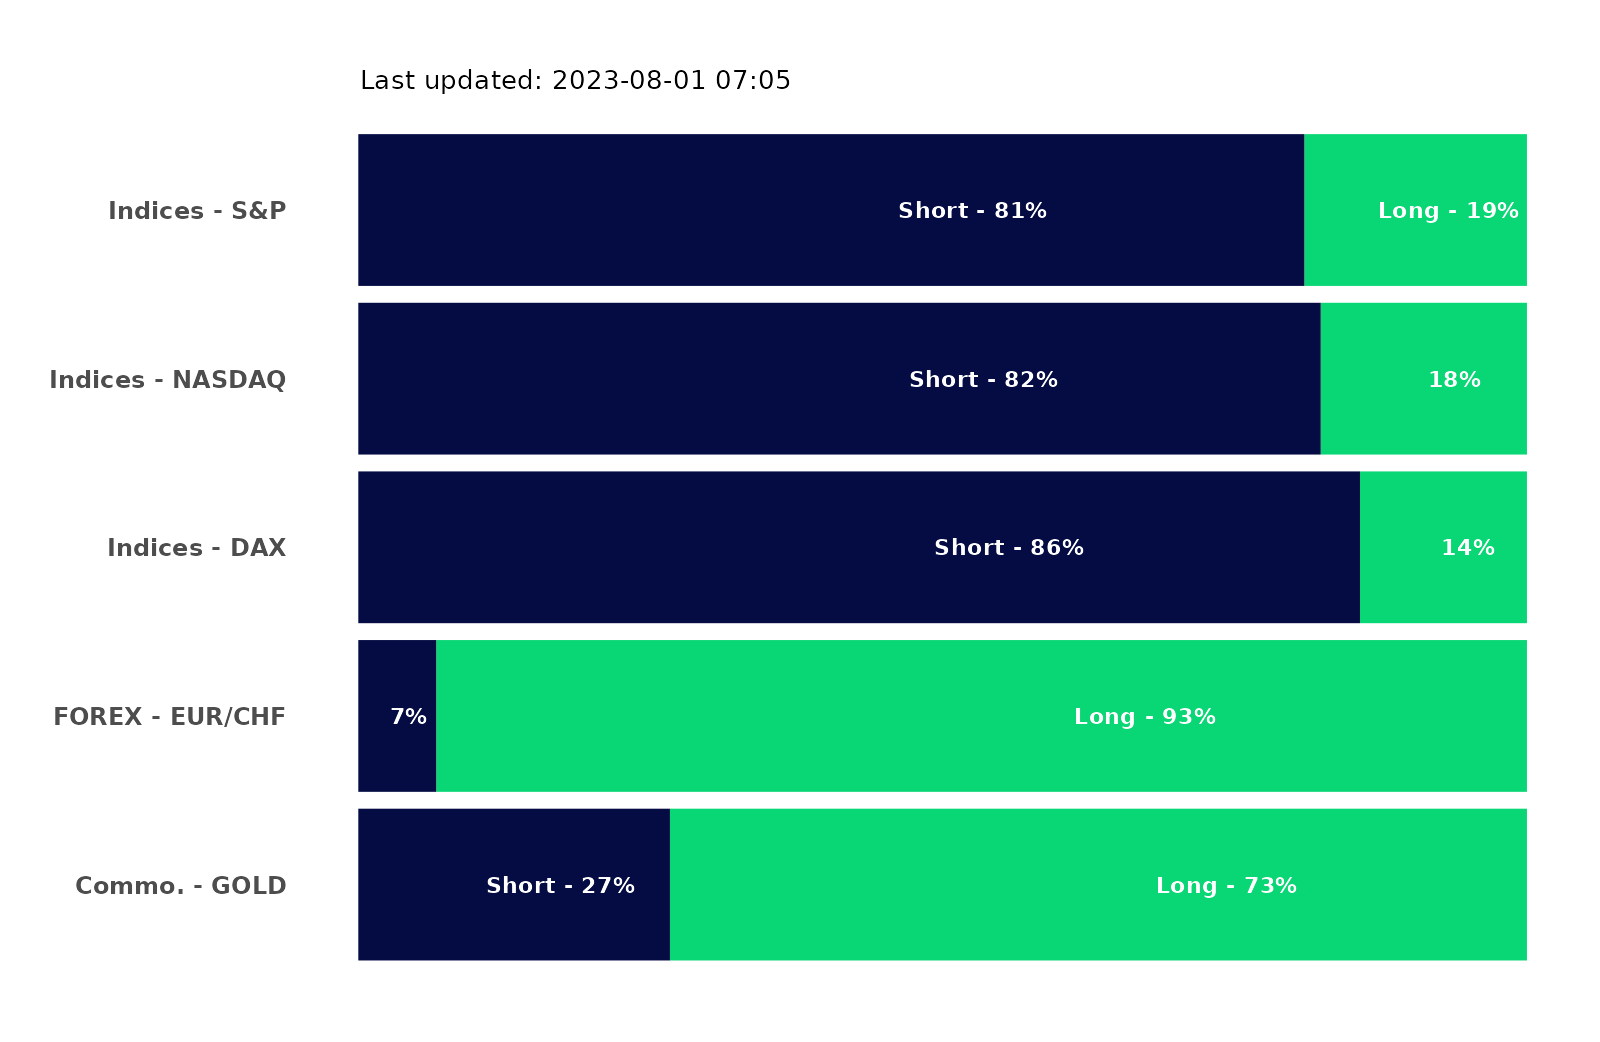 Last updated: 2023-08-01 07:05
Indices - S&P Short - 81% Long - 19%
Indices - NASDAQ Short - 82% 18%
Indices - DAX Short - 86% 14%
FOREX - EUR/CHF 7% Long - 93%
Commo. - GOLD Short - 27% Long - 73%